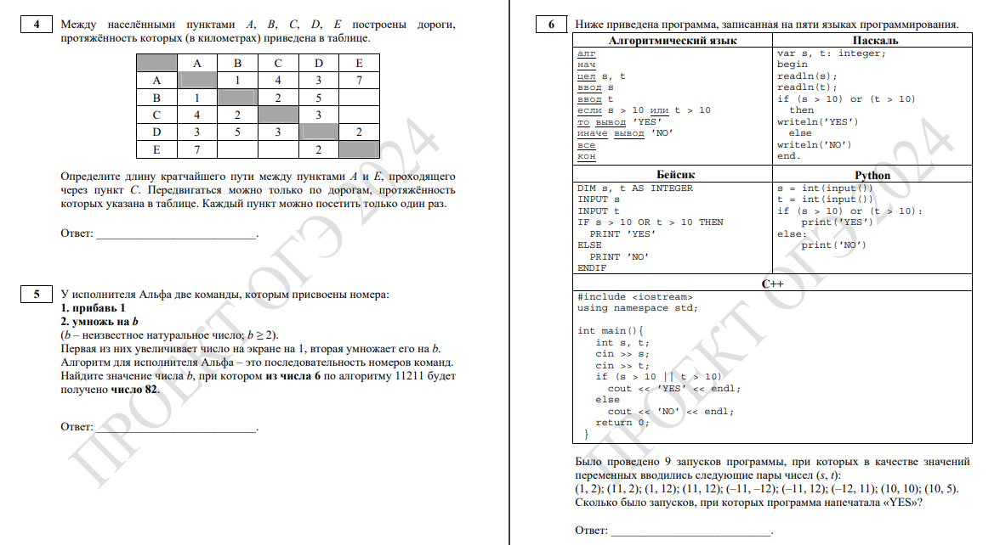 4
Между населёнными пунктами A, B, C, D, E построены дороги,
протяжённость которых (в километрах) приведена в таблице.
A B C D E
A 1 4 3 7
B 1 2 5
C 4 2 3
D 3 5 3 2
E 7 2
Определите длину кратчайшего пути между пунктами A и E, проходящего
через пункт C. Передвигаться можно только по дорогам, протяжённость
которых указана в таблице. Каждый пункт можно посетить только один раз.
Ответ: ___________________________.
5
У исполнителя Альфа две команды, которым присвоены номера:
1. прибавь 1
2. умножь на b
(b – неизвестное натуральное число; b ≥ 2).
Первая из них увеличивает число на экране на 1, вторая умножает его на b.
Алгоритм для исполнителя Альфа – это последовательность номеров команд.
Найдите значение числа b, при котором из числа 6 по алгоритму 11211 будет
получено число 82.
Ответ: ___________________________.
ПРОЕКТ ОГЭ 2024
6
Ниже приведена программа, записанная на пяти языках программирования.
Алгоритмический язык
алг
нач
цел s, t
ввод s
ввод t
если s > 10 или t > 10
то вывод 'YES'
иначе вывод 'NO'
все
кон
Паскаль
var s, t: integer;
begin
readln(s);
readln(t);
if (s > 10) or (t > 10)
then
writeln('YES')
else
writeln('NO')
end.
Бейсик
DIM s, t AS INTEGER
INPUT s
INPUT t
IF s > 10 OR t > 10 THEN
PRINT 'YES'
ELSE
PRINT 'NO'
ENDIF
Python
s = int(input())
t = int(input())
if (s > 10) or (t > 10):
print('YES')
else:
print('NO')
C++
#include <iostream>
using namespace std;
int main(){
int s, t;
cin >> s;
cin >> t;
if (s > 10 || t > 10)
cout << 'YES' << endl;
else
cout << 'NO' << endl;
return 0;
}
Было проведено 9 запусков программы, при которых в качестве значений
переменных вводились следующие пары чисел (s, t):
(1, 2); (11, 2); (1, 12); (11, 12); (–11, –12); (–11, 12); (–12, 11); (10, 10); (10, 5).
Сколько было запусков, при которых программа напечатала «YES»?
Ответ: ___________________________.
ПРОЕКТ ОГЭ 2024